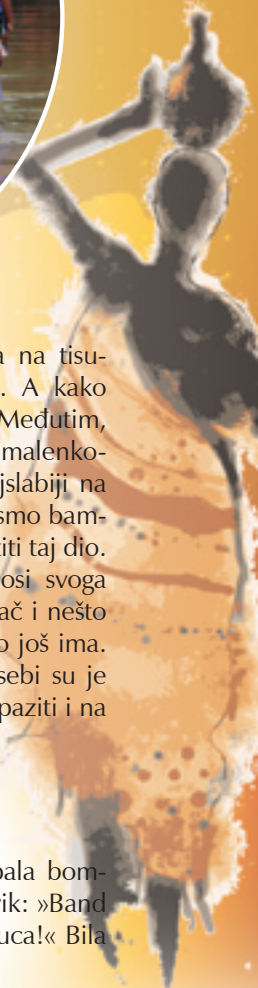 a na tisu-
. A kako
Međutim,
malenko-
jslabiji na
smo bam-
iti taj dio.
osi svoga
ač i nešto
o još ima.
sebi su je
paziti i na
pala bom-
rik: »Band
uca!« Bila